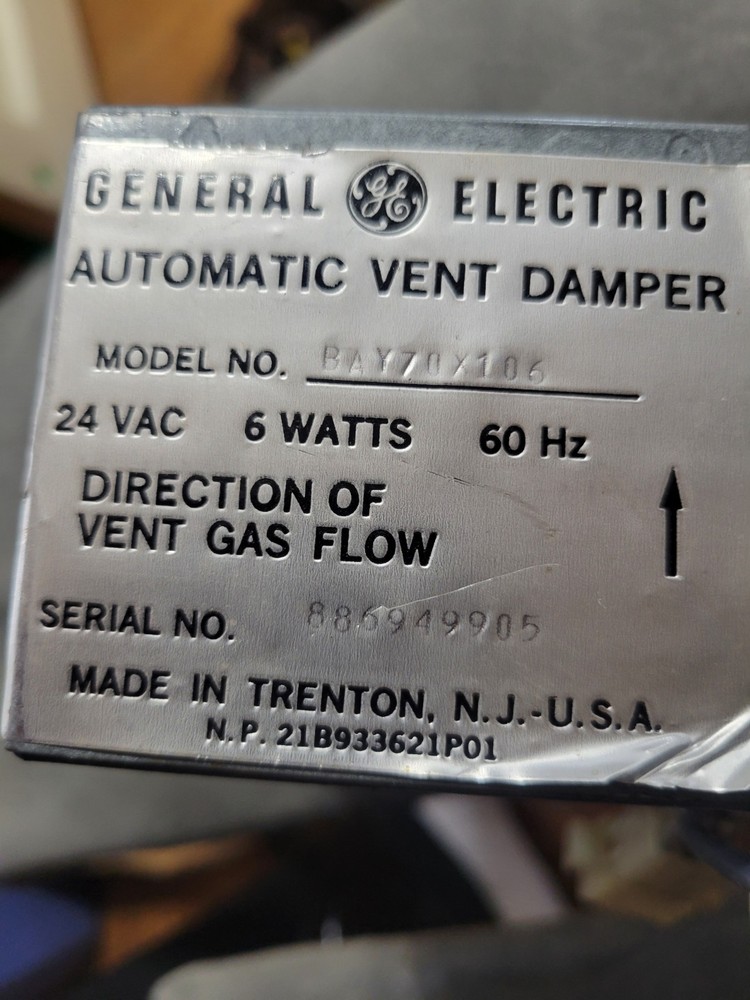 GENERAL GE ELECTRIC
AUTOMATIC VENT DAMPER
MODEL NO. BAY70X106
24 VAC 6 WATTS 60 Hz
DIRECTION OF
VENT GAS FLOW
SERIAL NO. 886949905
MADE IN TRENTON, N.J.-U.S.A.
N.P. 21B933621P01